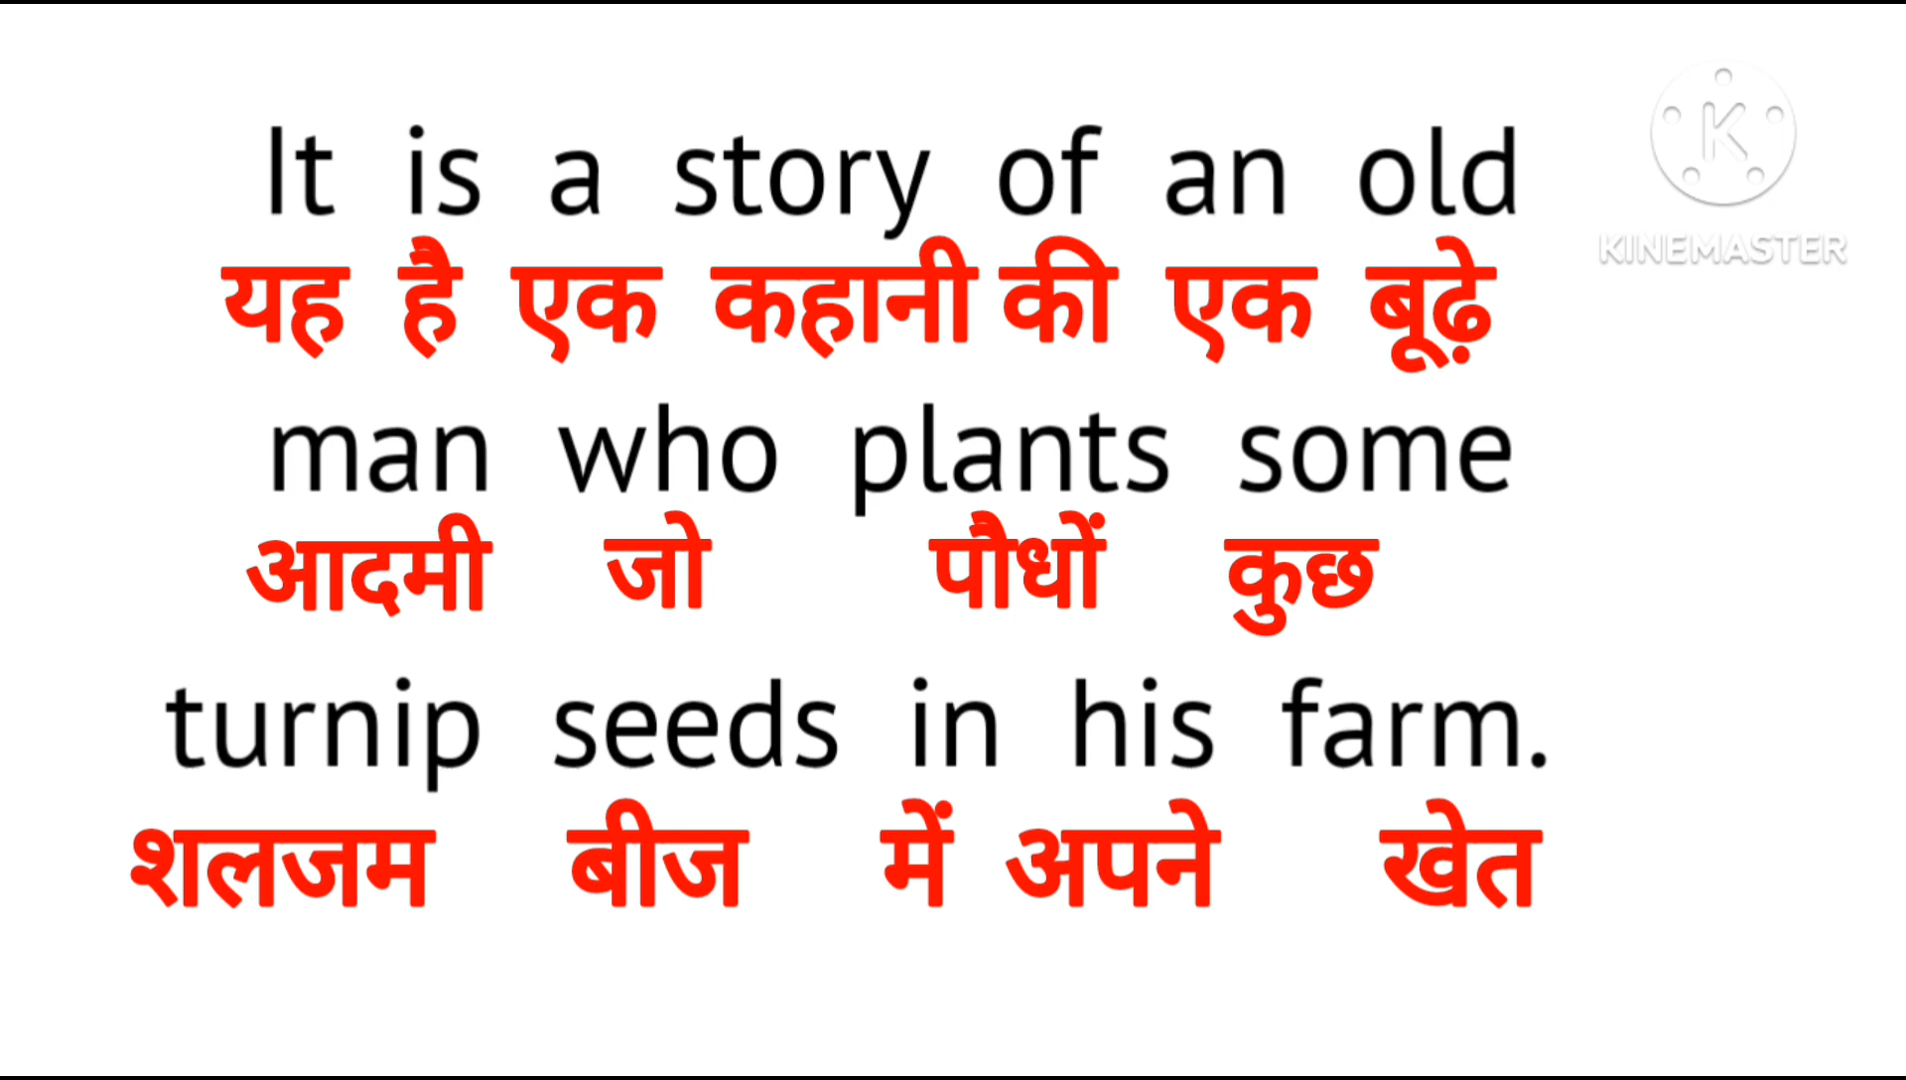 It is a story of an old
यह है एक कहानी की एक बूढ़े
man who plants some
आदमी जो पौधों कुछ
turnip seeds in his farm.
शलजम बीज में अपने खेत
K
KINEMASTER